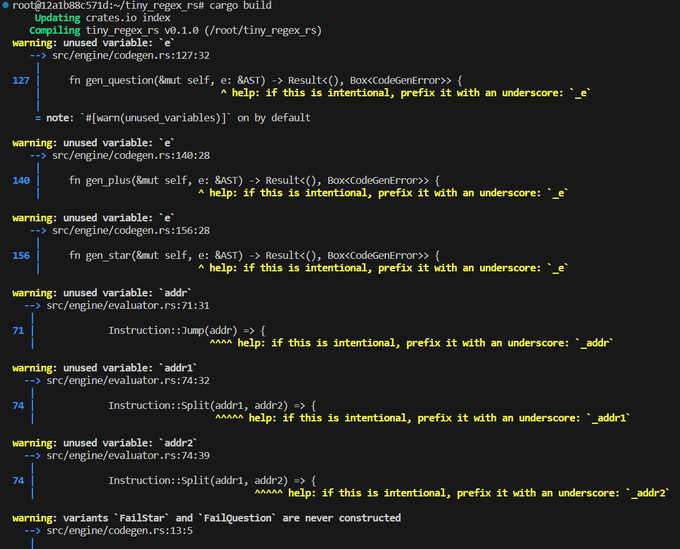 root@12a1b88c571d:~/tiny_regex_rs# cargo build
    Updating crates.io index
   Compiling tiny_regex_rs v0.1.0 (/root/tiny_regex_rs)
warning: unused variable: `e`
   --> src/engine/codegen.rs:127:32
    |
127 |     fn gen_question(&mut self, e: &AST) -> Result<(), Box<CodeGenError>> {
    |                                ^ help: if this is intentional, prefix it with an underscore: `_e`
    |
    = note: `#[warn(unused_variables)]` on by default
warning: unused variable: `e`
   --> src/engine/codegen.rs:140:28
    |
140 |     fn gen_plus(&mut self, e: &AST) -> Result<(), Box<CodeGenError>> {
    |                            ^ help: if this is intentional, prefix it with an underscore: `_e`
warning: unused variable: `e`
   --> src/engine/codegen.rs:156:28
    |
156 |     fn gen_star(&mut self, e: &AST) -> Result<(), Box<CodeGenError>> {
    |                            ^ help: if this is intentional, prefix it with an underscore: `_e`
warning: unused variable: `addr`
  --> src/engine/evaluator.rs:71:31
   |
71 |             Instruction::Jump(addr) => {
   |                               ^^^^ help: if this is intentional, prefix it with an underscore: `_addr`
warning: unused variable: `addr1`
  --> src/engine/evaluator.rs:74:32
   |
74 |             Instruction::Split(addr1, addr2) => {
   |                                ^^^^^ help: if this is intentional, prefix it with an underscore: `_addr1`
warning: unused variable: `addr2`
  --> src/engine/evaluator.rs:74:39
   |
74 |             Instruction::Split(addr1, addr2) => {
   |                                       ^^^^^ help: if this is intentional, prefix it with an underscore: `_addr2`
warning: variants `FailStar` and `FailQuestion` are never constructed
  --> src/engine/codegen.rs:13:5
   |